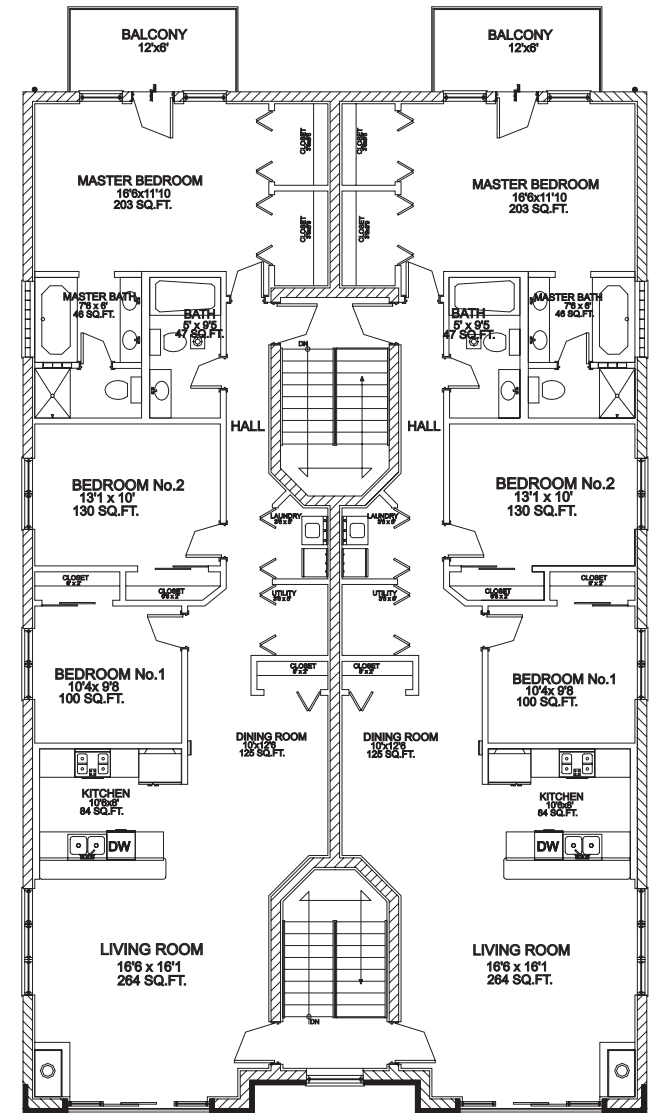 BALCONY
12'x6'
BALCONY
12'x6'
MASTER BEDROOM
16'6x11'10
203 SQ.FT.
CLOSET
CLOSET
MASTER BEDROOM
16'6x11'10
203 SQ.FT.
CLOSET
CLOSET
MASTER BATH
7'6 x 6'
46 SQ.FT.
BATH
5' x 9'5
47 SQ.FT.
BATH
5' x 9'5
47 SQ.FT.
MASTER BATH
7'6 x 6'
46 SQ.FT.
DN
HALL
HALL
BEDROOM No.2
13'1 x 10'
130 SQ.FT.
BEDROOM No.2
13'1 x 10'
130 SQ.FT.
LAUNDRY
LAUNDRY
CLOSET
6'x 2'
CLOSET
UTILITY
UTILITY
CLOSET
CLOSET
6'x 2'
BEDROOM No.1
10'4x 9'8
100 SQ.FT.
CLOSET
6'x 2'
CLOSET
6'x 2'
BEDROOM No.1
10'4x 9'8
100 SQ.FT.
DINING ROOM
10'x12'6
125 SQ.FT.
DINING ROOM
10'x12'6
125 SQ.FT.
KITCHEN
10'6x8'
84 SQ.FT.
KITCHEN
10'6x8'
84 SQ.FT.
DW
DW
LIVING ROOM
16'6 x 16'1
264 SQ.FT.
LIVING ROOM
16'6 x 16'1
264 SQ.FT.
DN